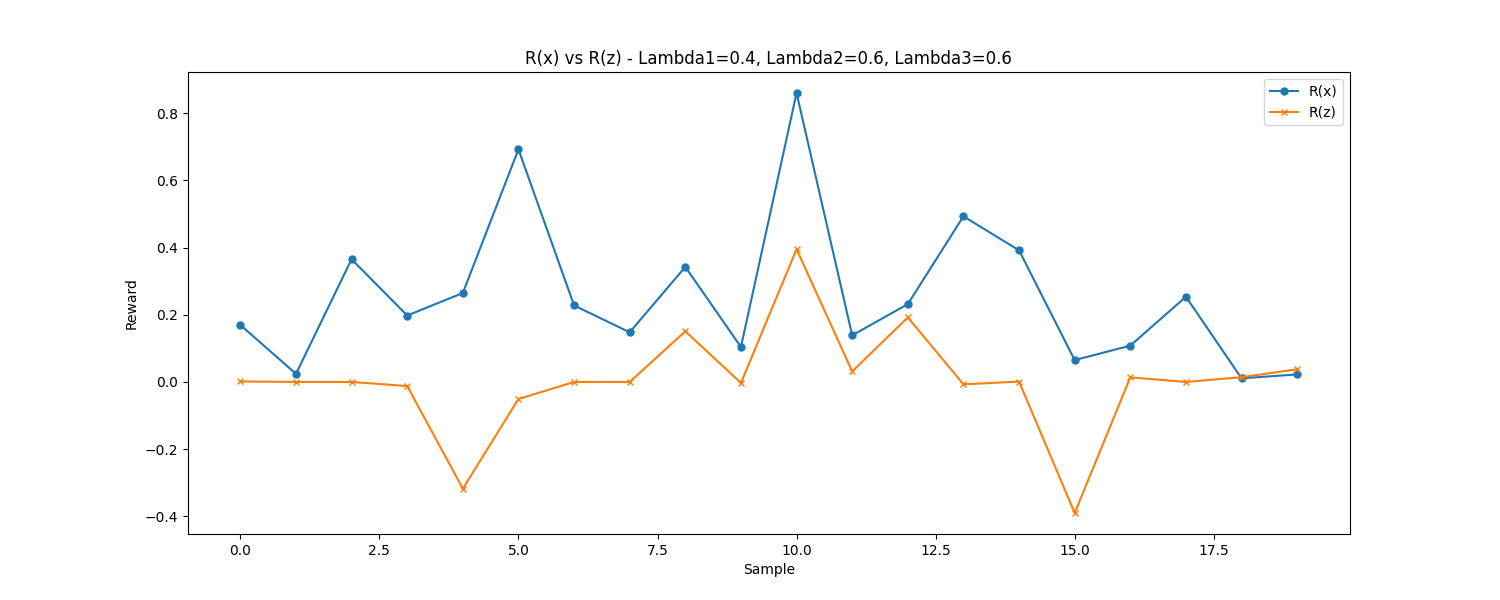 R(x) vs R(z) - Lambda1=0.4, Lambda2=0.6, Lambda3=0.6
R(x)
R(z)
0.8
0.6
0.4
0.2
0.0
−0.2
−0.4
Reward
0.0 2.5 5.0 7.5 10.0 12.5 15.0 17.5
Sample